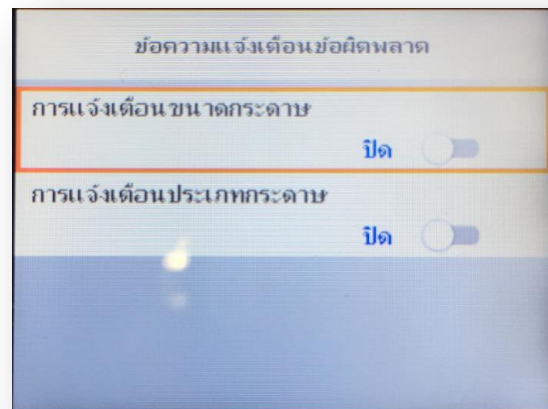 ข้อความแจ้งเตือนข้อผิดพลาด
การแจ้งเตือนขนาดกระดาษ
ปิด
การแจ้งเตือนประเภทกระดาษ
ปิด